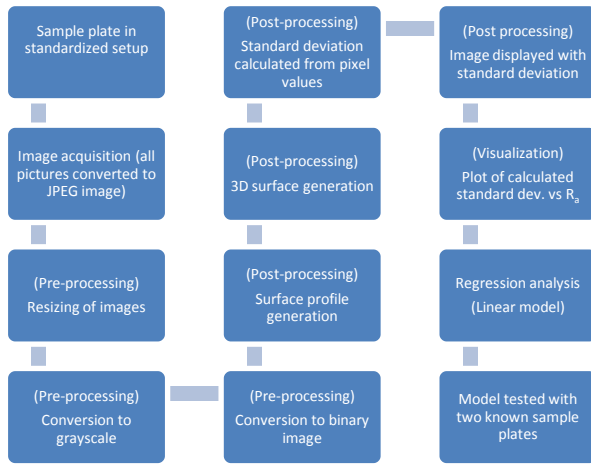 Sample plate in
standardized setup
Image acquisition (all
pictures converted to
JPEG image)
(Pre-processing)
Resizing of images
(Pre-processing)
Conversion to
grayscale
(Pre-processing)
Conversion to binary
image
(Post-processing)
Surface profile
generation
(Post-processing)
3D surface generation
(Post-processing)
Standard deviation
calculated from pixel
values
(Post processing)
Image displayed with
standard deviation
(Visualization)
Plot of calculated
standard dev. vs Ra
Regression analysis
(Linear model)
Model tested with
two known sample
plates